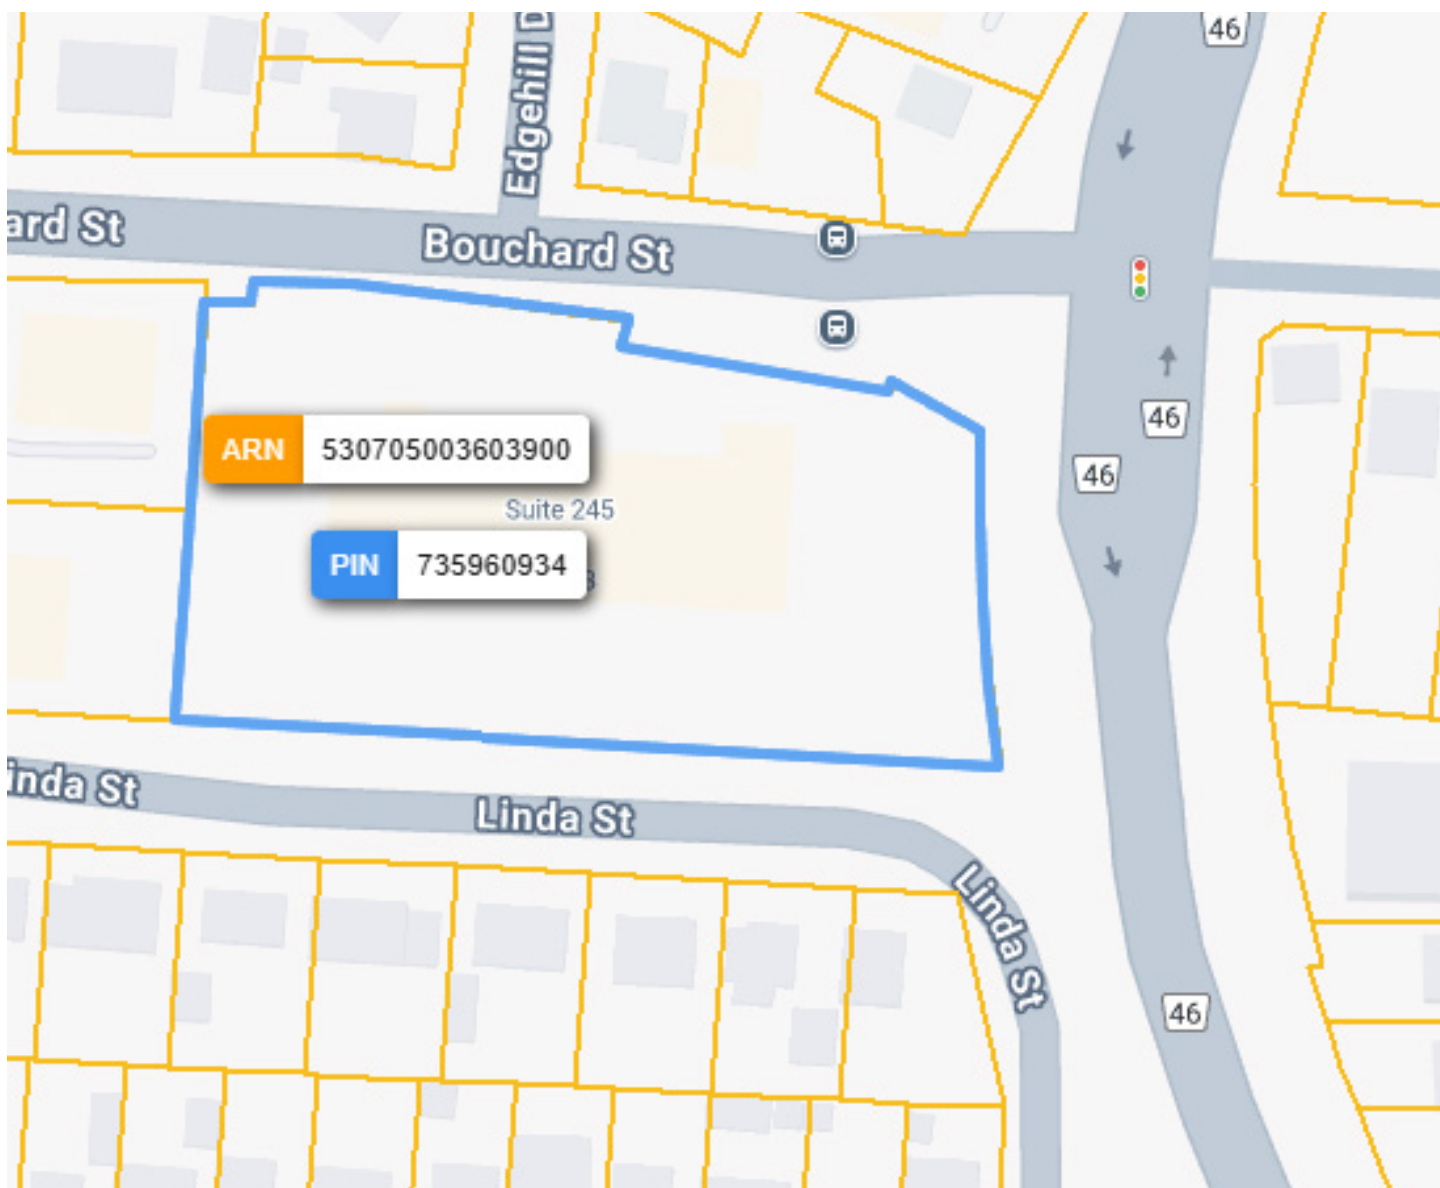 46
Edgehill D
ard St
Bouchard St
46
ARN 530705003603900
46
Suite 245
PIN 735960934
inda St
Linda St
Linda St
46